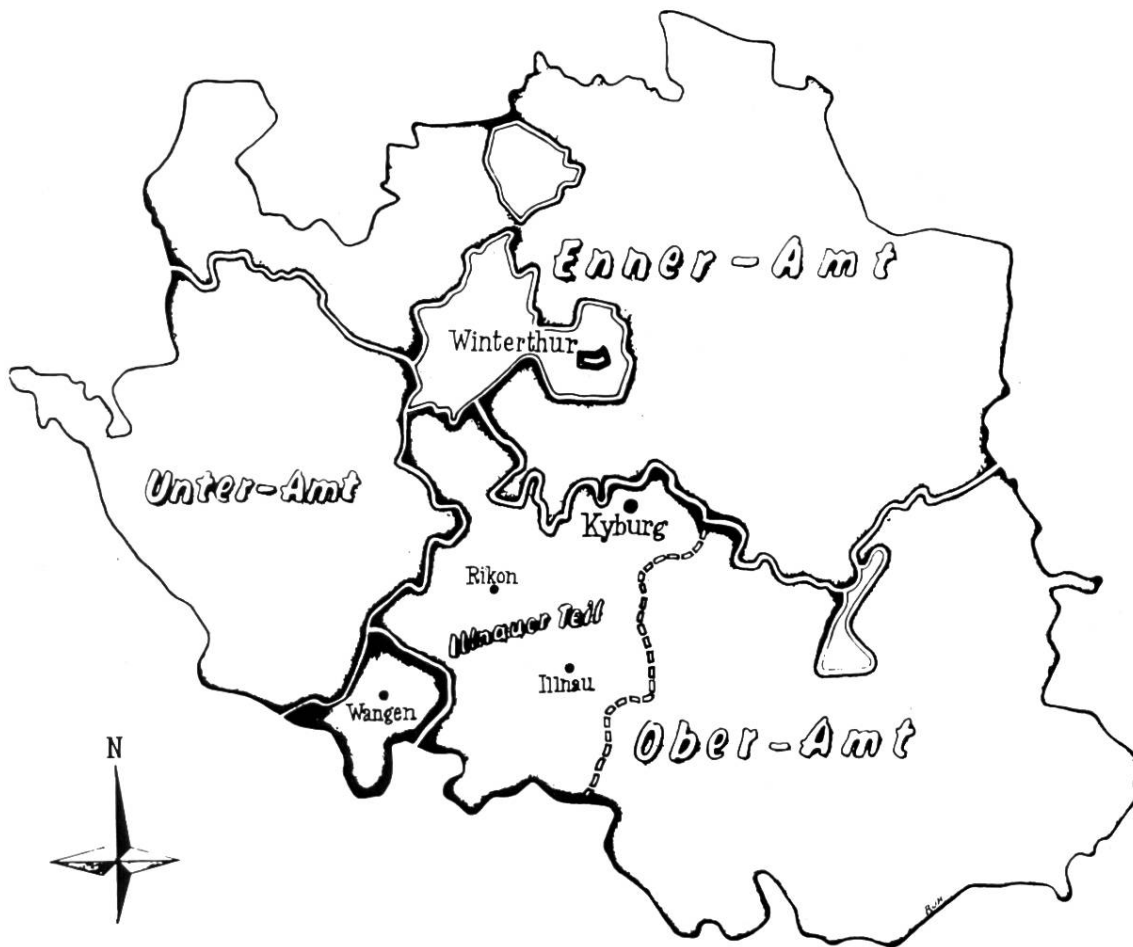 Enner-Amt
Winterthur
Unter-Amt
Kyburg
Rikon
Illnauer Teil
Illnau
Wangen
Ober-Amt
N